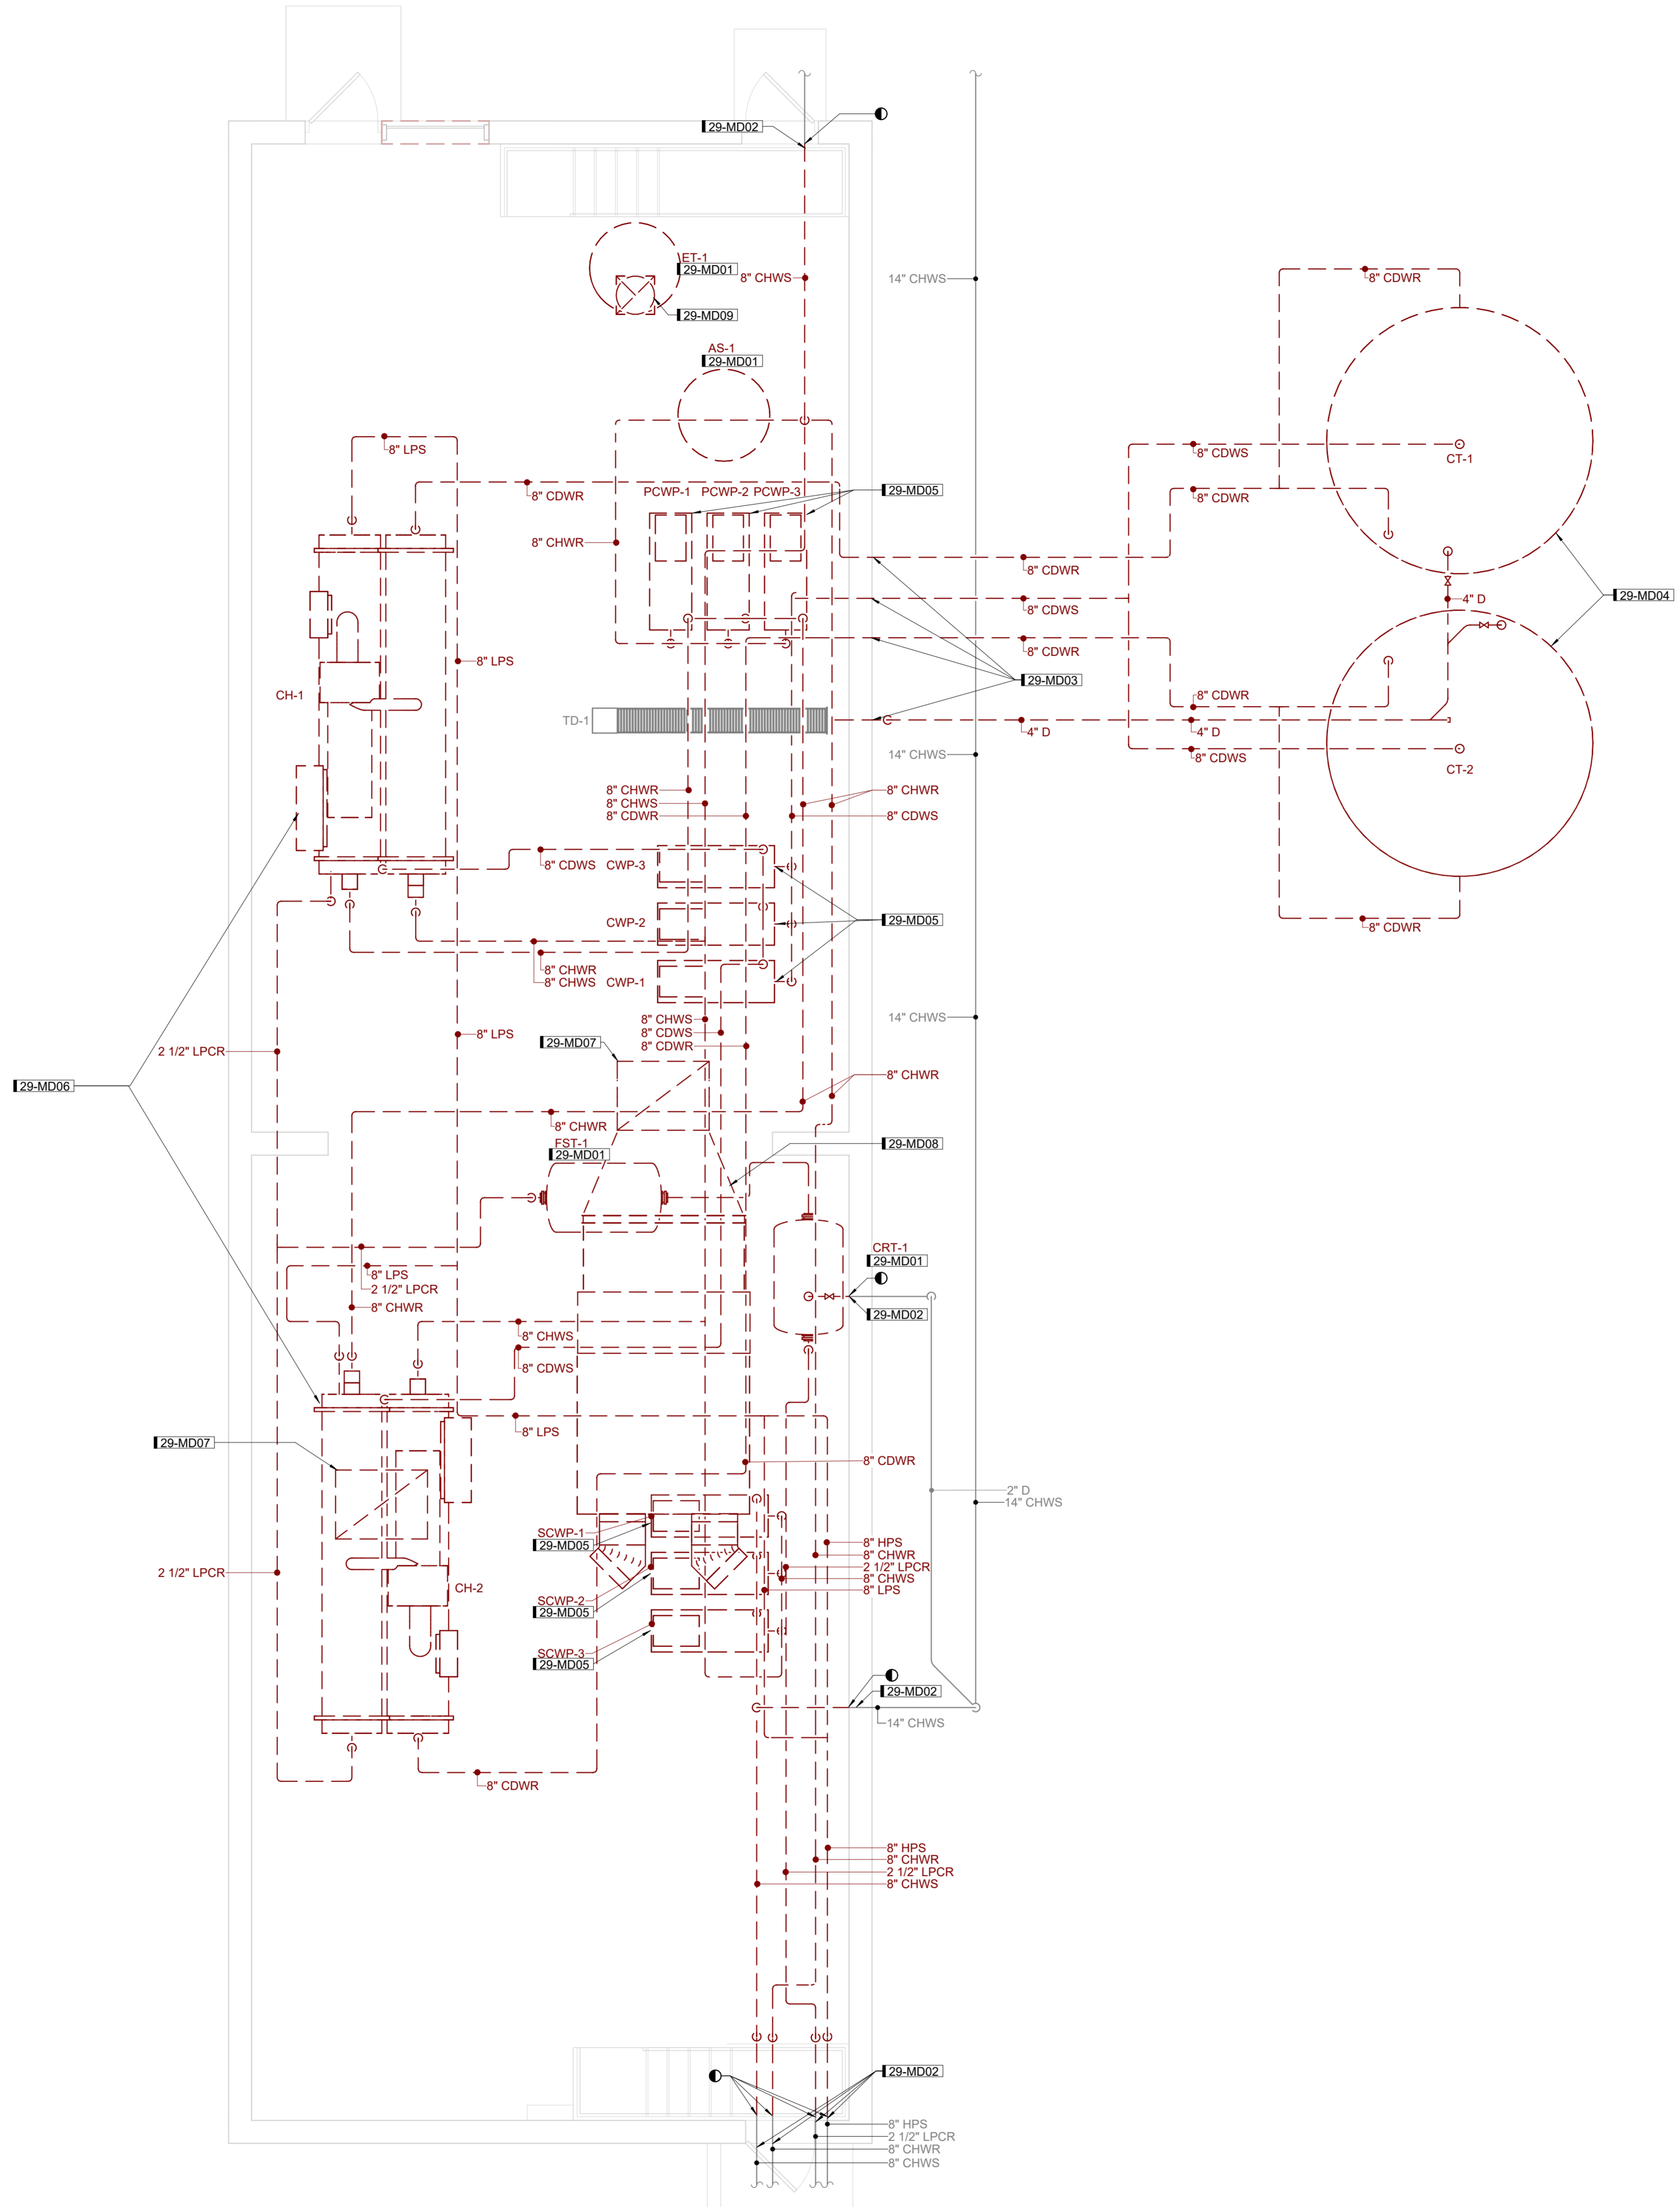 29-MD02
ET-1
29-MD01
8" CHWS
14" CHWS
8" CDWR
29-MD09
AS-1
29-MD01
8" LPS
8" CDWS
CT-1
8" CDWR
PCWP-1 PCWP-2 PCWP-3
29-MD05
8" CDWR
8" CHWR
8" CDWR
29-MD04
4" D
8" CDWS
8" CDWR
8" LPS
29-MD03
CH-1
8" CDWR
TD-1
4" D
4" D
14" CHWS
8" CDWS
CT-2
8" CHWR
8" CHWS
8" CDWR
8" CHWR
8" CDWS
8" CDWS CWP-3
CWP-2
29-MD05
8" CDWR
8" CHWR
8" CHWS CWP-1
8" CHWS
8" CDWS
8" CDWR
14" CHWS
8" LPS
29-MD07
2 1/2" LPCR
29-MD06
8" CHWR
8" CHWR
FST-1
29-MD01
29-MD08
CRT-1
29-MD01
8" LPS
2 1/2" LPCR
8" CHWR
29-MD02
8" CHWS
8" CDWS
8" LPS
29-MD07
8" CDWR
2" D
14" CHWS
SCWP-1
29-MD05
8" HPS
8" CHWR
2 1/2" LPCR
8" CHWS
8" LPS
2 1/2" LPCR
CH-2
SCWP-2
29-MD05
SCWP-3
29-MD05
29-MD02
14" CHWS
8" CDWR
8" HPS
8" CHWR
2 1/2" LPCR
8" CHWS
29-MD02
8" HPS
2 1/2" LPCR
8" CHWR
8" CHWS